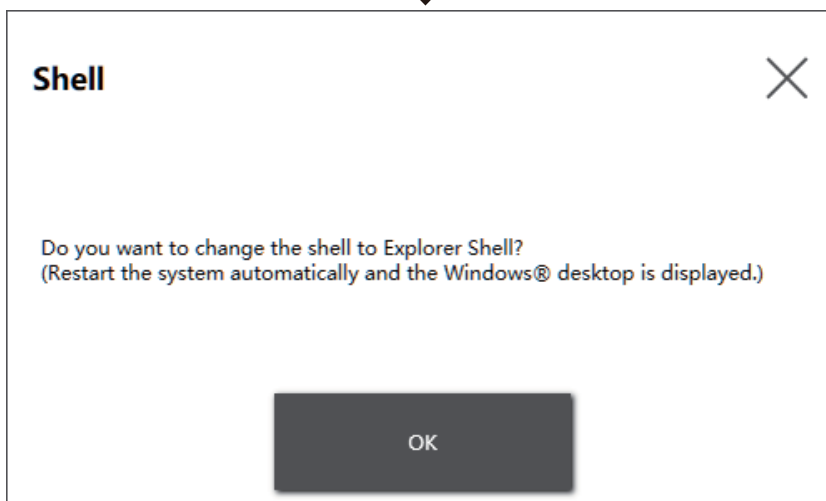 Shell
Do you want to change the shell to Explorer Shell?
(Restart the system automatically and the Windows® desktop is displayed.)
OK